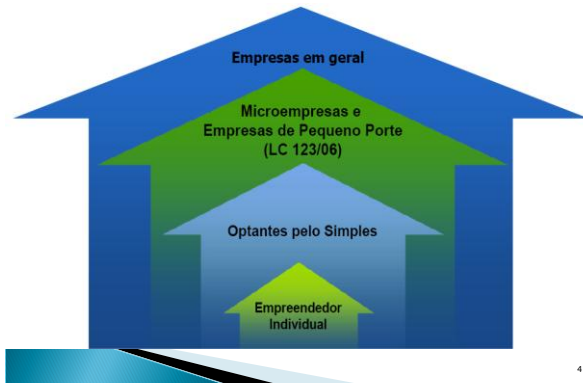 Empresas em geral
Microempresas e
Empresas de Pequeno Porte
(LC 123/06)
Optantes pelo Simples
Empreendedor
Individual
4